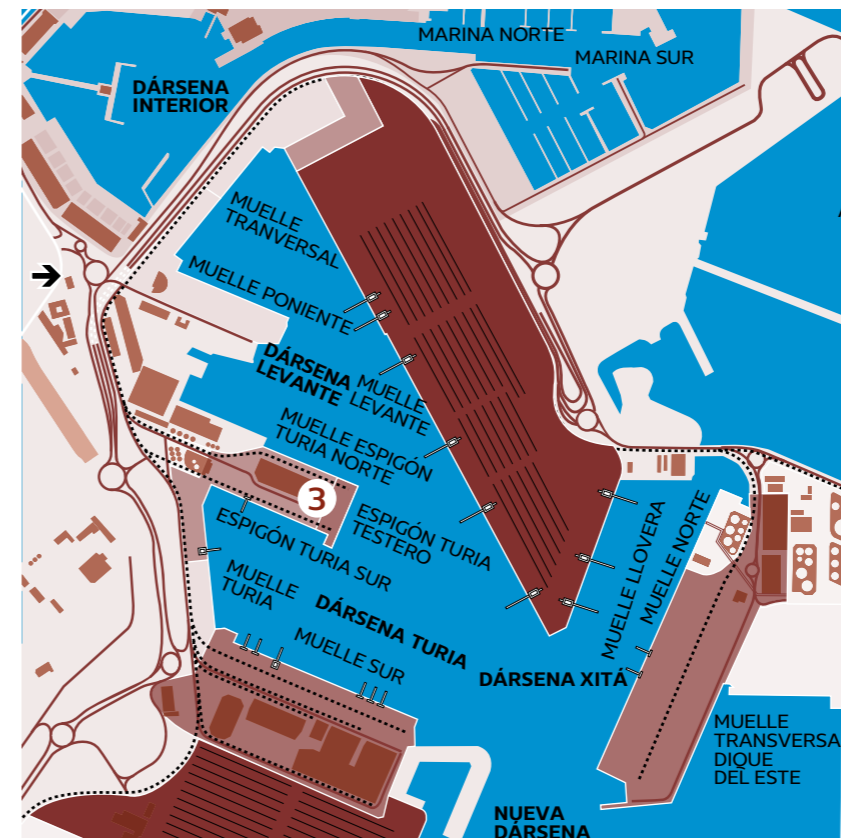 MARINA NORTE
MARINA SUR
DÁRSENA
INTERIOR
MUELLE
TRANVERSAL
MUELLE PONIENTE
DÁRSENA
LEVANTE
MUELLE
LEVANTE
MUELLE ESPIGÓN
TURIA NORTE
3
ESPIGÓN TURIA
TESTERO
ESPIGÓN TURIA SUR
MUELLE
TURIA
DÁRSENA TURIA
MUELLE SUR
MUELLE LLOVERA
MUELLE NORTE
DÁRSENA XITÁ
MUELLE
TRANSVERSA
DIQUE
DEL ESTE
NUEVA
DÁRSENA